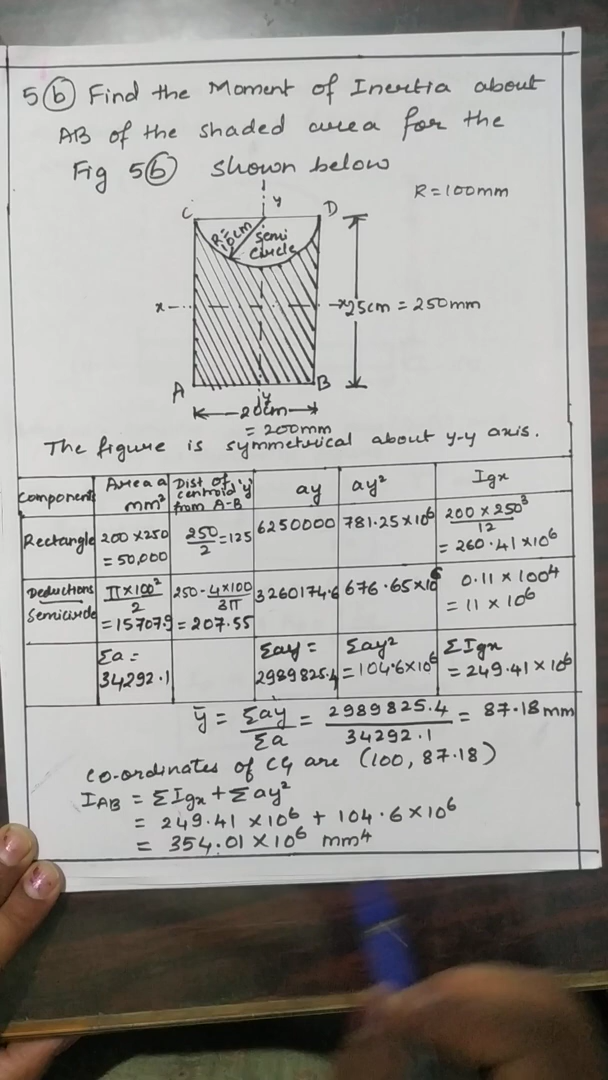 5(b) Find the Moment of Inertia about
AB of the shaded area for the
Fig 5(b) shown below
R = 100mm
C
y
D
R=
10cm
Semi
circle
x
x
25cm = 250mm
A
y
B
20cm
= 200mm
The figure is symmetrical about y-y axis.
Components
Area a
mm²
Dist of
centroid 'y'
from A-B
ay
ay²
Igx
Rectangle
200 x 250
= 50,000
250/2 = 125
6250000
781.25 x 10⁶
200 x 250³/12
= 260.41 x 10⁶
Deductions
Semicircle
π x 100²/2
= 15707.9
250 - 4x100/3π
= 207.55
3260174.6
676.65 x 10⁶
0.11 x 100⁴
= 11 x 10⁶
Σa =
34292.1
Σay =
2989825.4
Σay²
= 104.6 x 10⁶
ΣIgx
= 249.41 x 10⁶
ȳ = Σay/Σa = 2989825.4/34292.1 = 87.18 mm
co-ordinates of CG are (100, 87.18)
IAB = ΣIgx + Σay²
= 249.41 x 10⁶ + 104.6 x 10⁶
= 354.01 x 10⁶ mm⁴